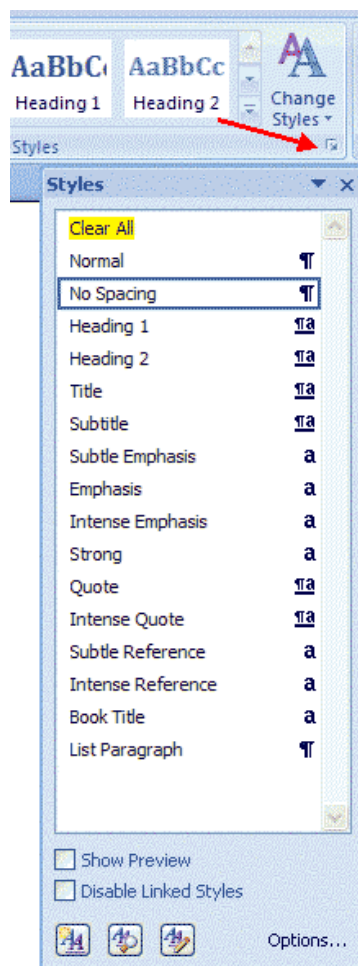 AaBbC AaBbCc
Heading 1 Heading 2 Change
Styles
Styles
Styles
Clear All
Normal ¶
No Spacing ¶
Heading 1 ¶a
Heading 2 ¶a
Title ¶a
Subtitle ¶a
Subtle Emphasis a
Emphasis a
Intense Emphasis a
Strong a
Quote ¶a
Intense Quote ¶a
Subtle Reference a
Intense Reference a
Book Title a
List Paragraph ¶
Show Preview
Disable Linked Styles
Options...